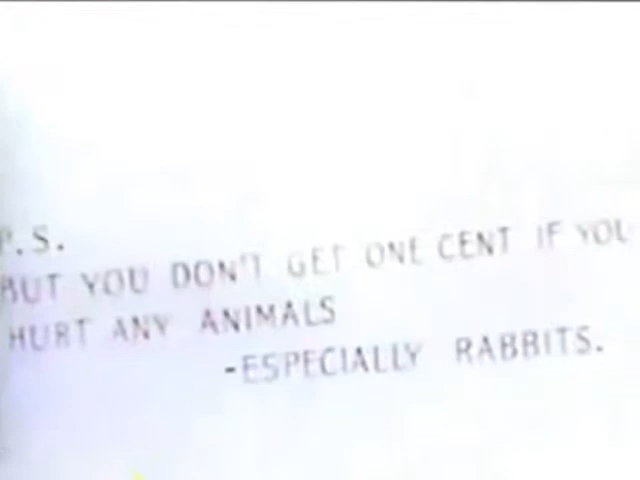 P.S.
BUT YOU DON'T GET ONE CENT IF YOU
HURT ANY ANIMALS
-ESPECIALLY RABBITS.